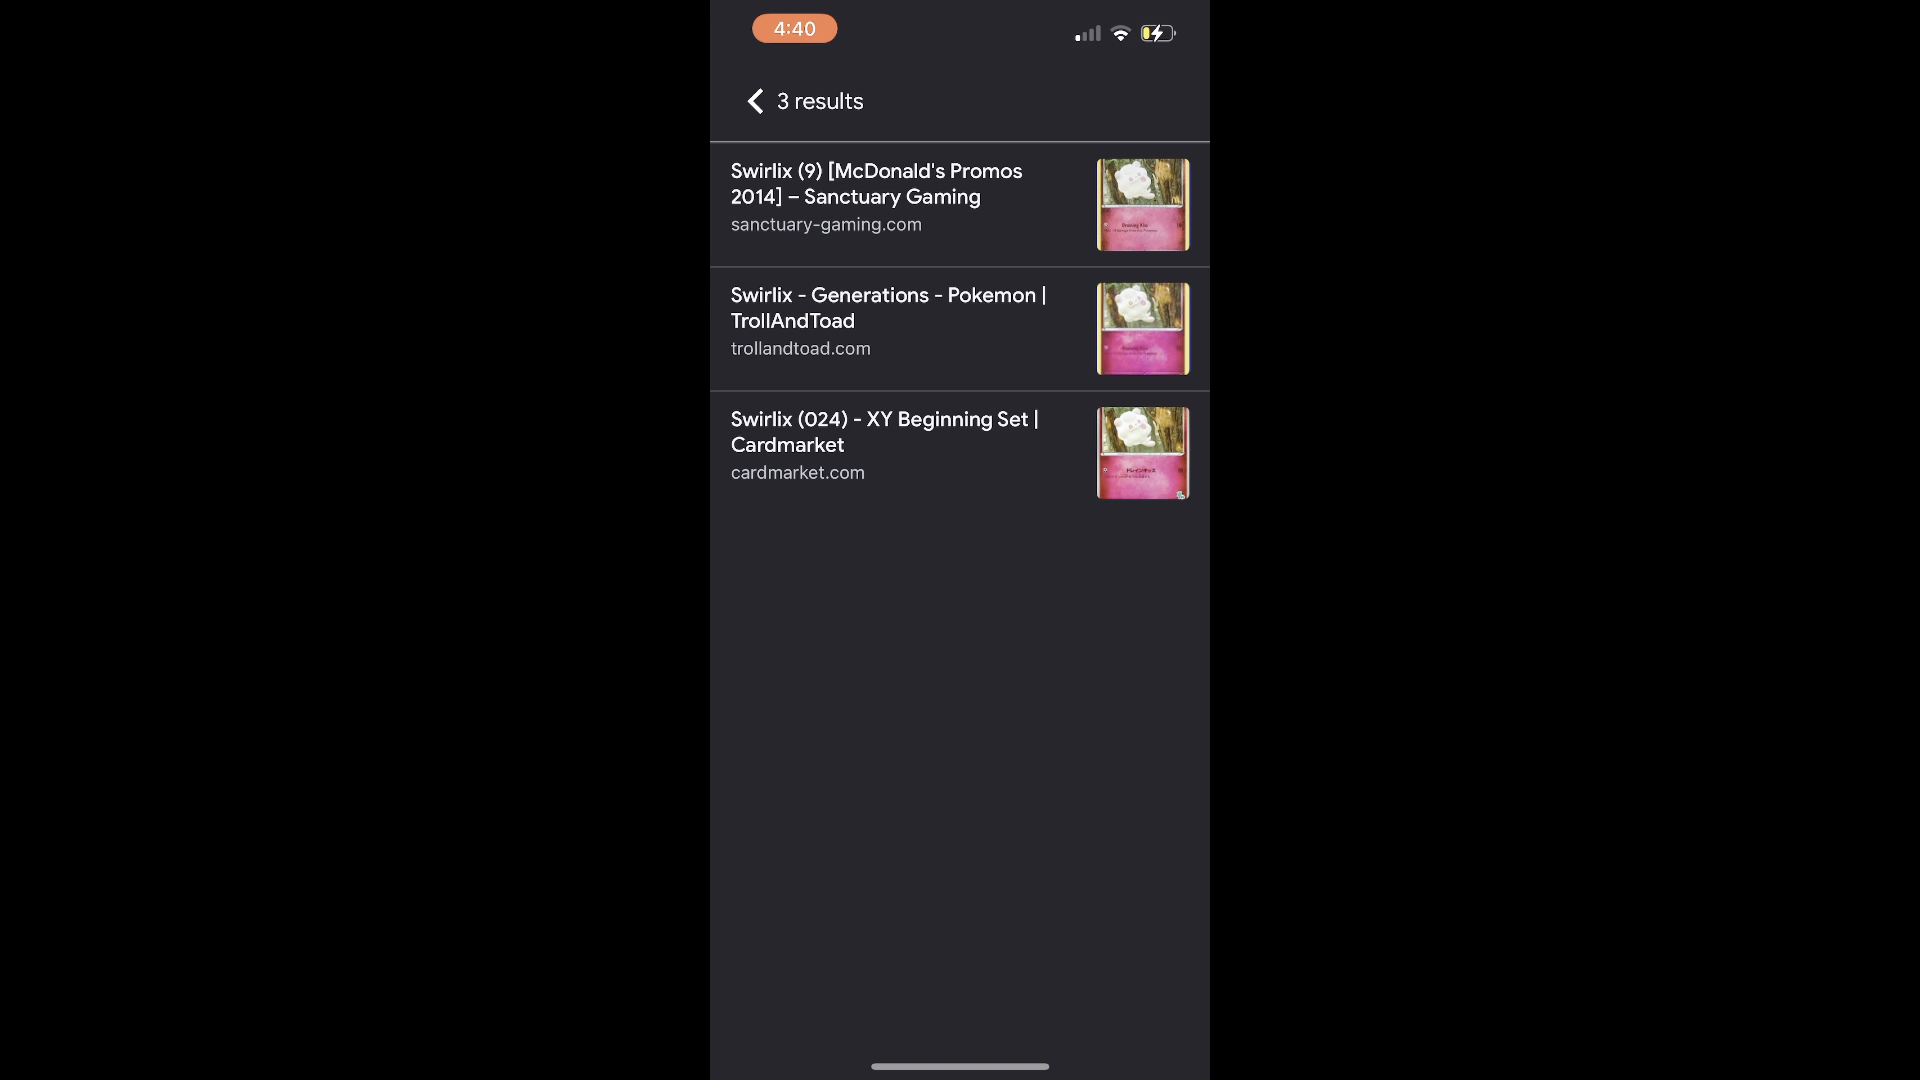 4:40
3 results
Swirlix (9) [McDonald's Promos
2014] – Sanctuary Gaming
sanctuary-gaming.com
Swirlix - Generations - Pokemon |
TrollAndToad
trollandtoad.com
Swirlix (024) - XY Beginning Set |
Cardmarket
cardmarket.com